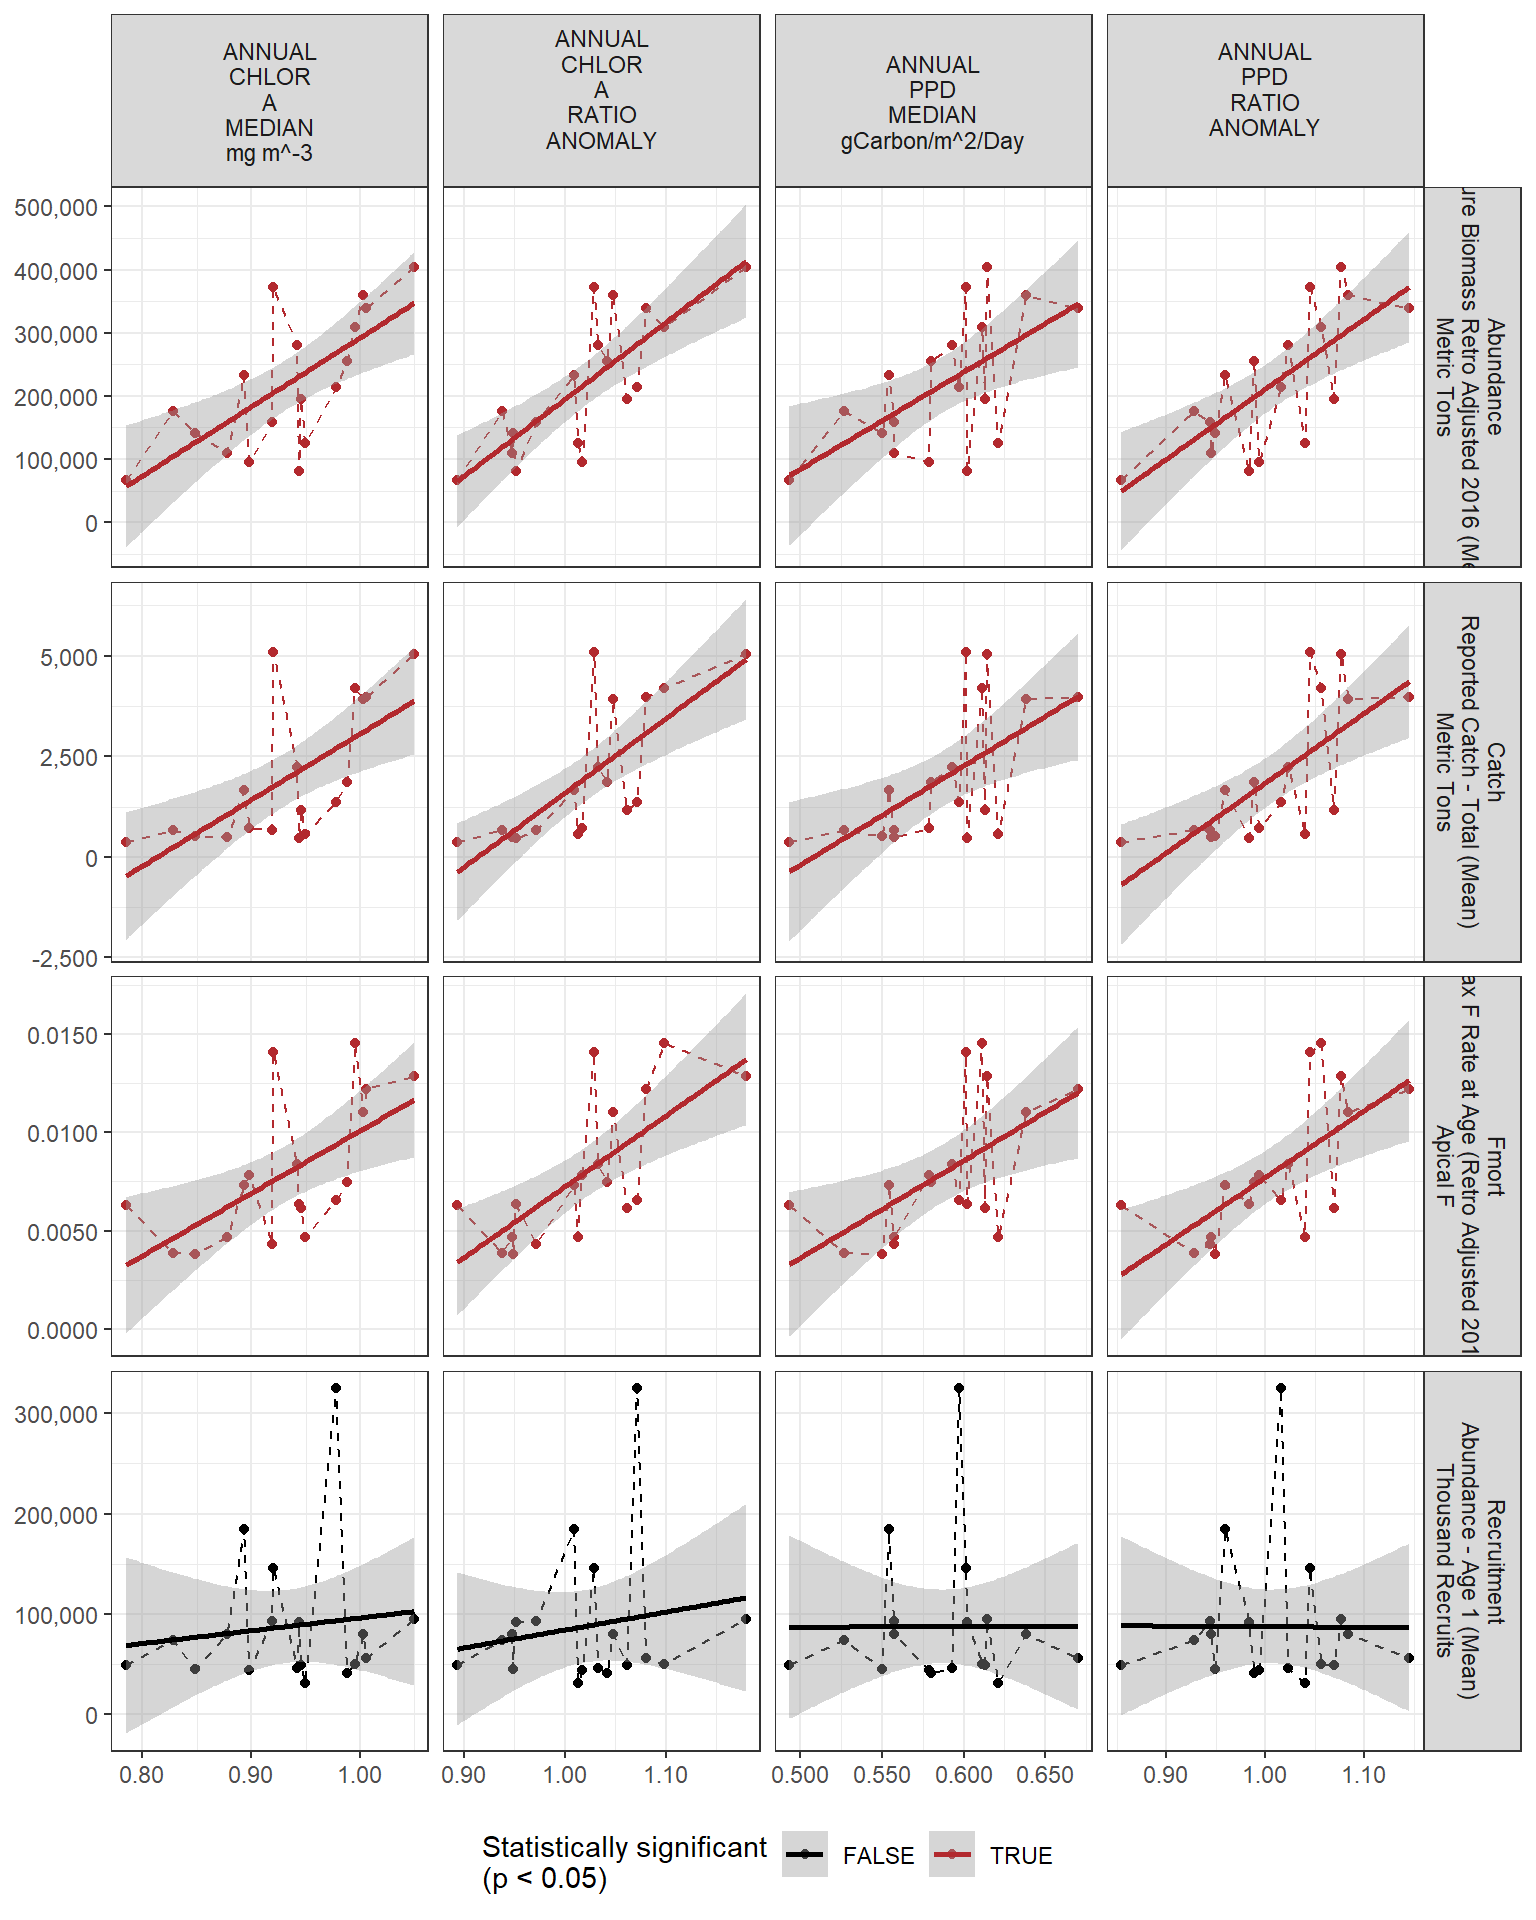 ANNUAL
CHLOR
A
MEDIAN
mg m^-3
ANNUAL
CHLOR
A
RATIO
ANOMALY
ANNUAL
PPD
MEDIAN
gCarbon/m^2/Day
ANNUAL
PPD
RATIO
ANOMALY
500,000
400,000
300,000
200,000
100,000
0
Abundance
Biomass Retro Adjusted 2016
Metric Tons
5,000
2,500
0
-2,500
Catch
Reported Catch - Total (Mean)
Metric Tons
0.0150
0.0100
0.0050
0.0000
Fmort
F Rate at Age (Retro Adjusted
Apical F
300,000
200,000
100,000
0
Recruitment
Abundance - Age 1 (Mean)
Thousand Recruits
0.80 0.90 1.00
0.90 1.00 1.10
0.500 0.550 0.600 0.650
0.90 1.00 1.10
Statistically significant
(p < 0.05)
FALSE TRUE